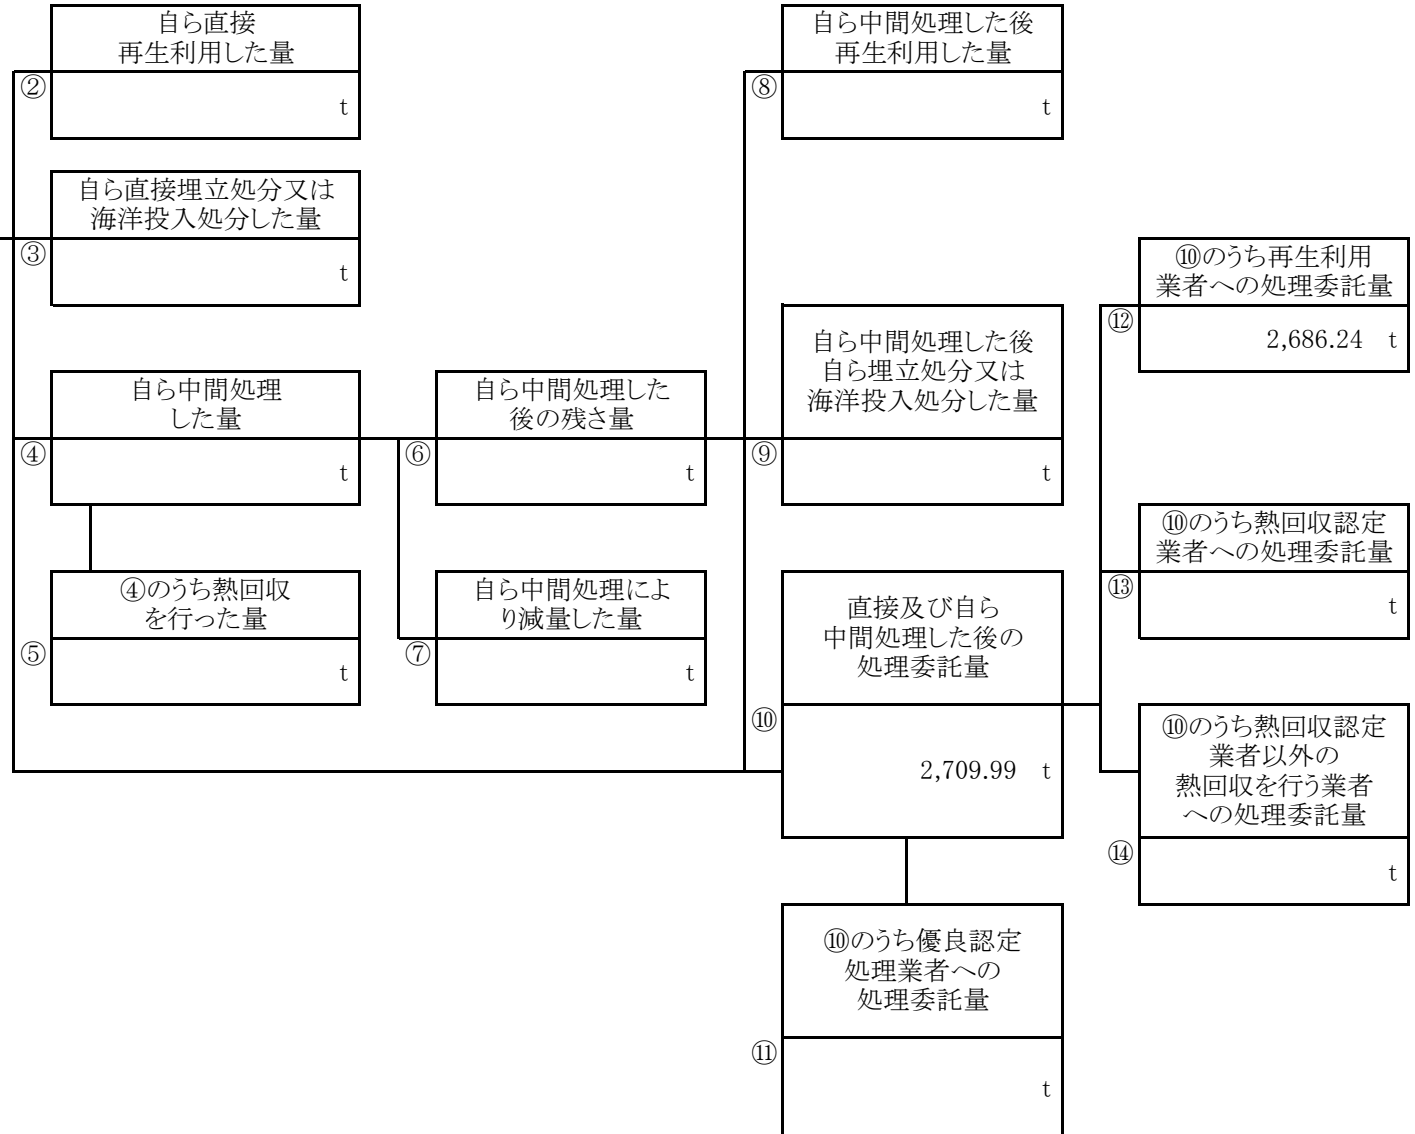 自ら直接
再生利用した量
②
t
自ら直接埋立処分又は
海洋投入処分した量
③
t
自ら中間処理
した量
④
t
④のうち熱回収
を行った量
⑤
t
自ら中間処理した
後の残さ量
⑥
t
自ら中間処理によ
り減量した量
⑦
t
自ら中間処理した後
再生利用した量
⑧
t
自ら中間処理した後
自ら埋立処分又は
海洋投入処分した量
⑨
t
直接及び自ら
中間処理した後の
処理委託量
⑩
2,709.99 t
⑩のうち優良認定
処理業者への
処理委託量
⑪
t
⑩のうち再生利用
業者への処理委託量
⑫
2,686.24 t
⑩のうち熱回収認定
業者への処理委託量
⑬
t
⑩のうち熱回収認定
業者以外の
熱回収を行う業者
への処理委託量
⑭
t